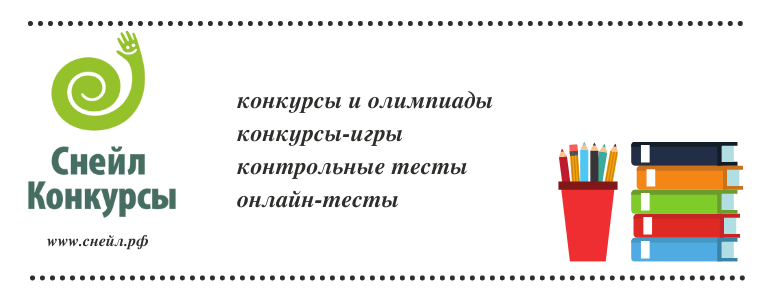 Снейл
Конкурсы
www.снейл.рф
конкурсы и олимпиады
конкурсы-игры
контрольные тесты
онлайн-тесты